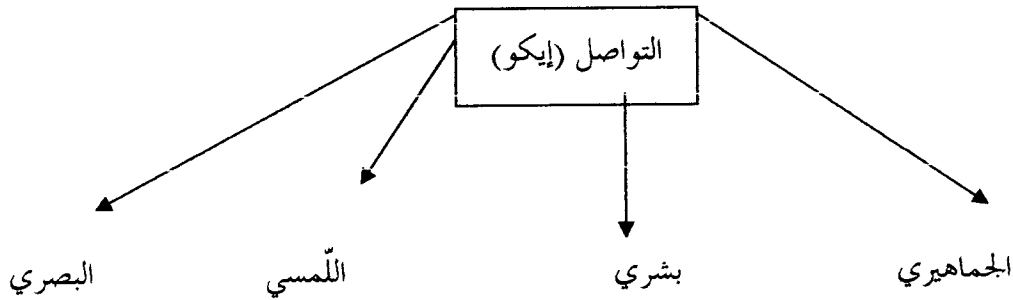 التواصل (إيكو)
الجماهيري
بشري
اللّمسي
البصري